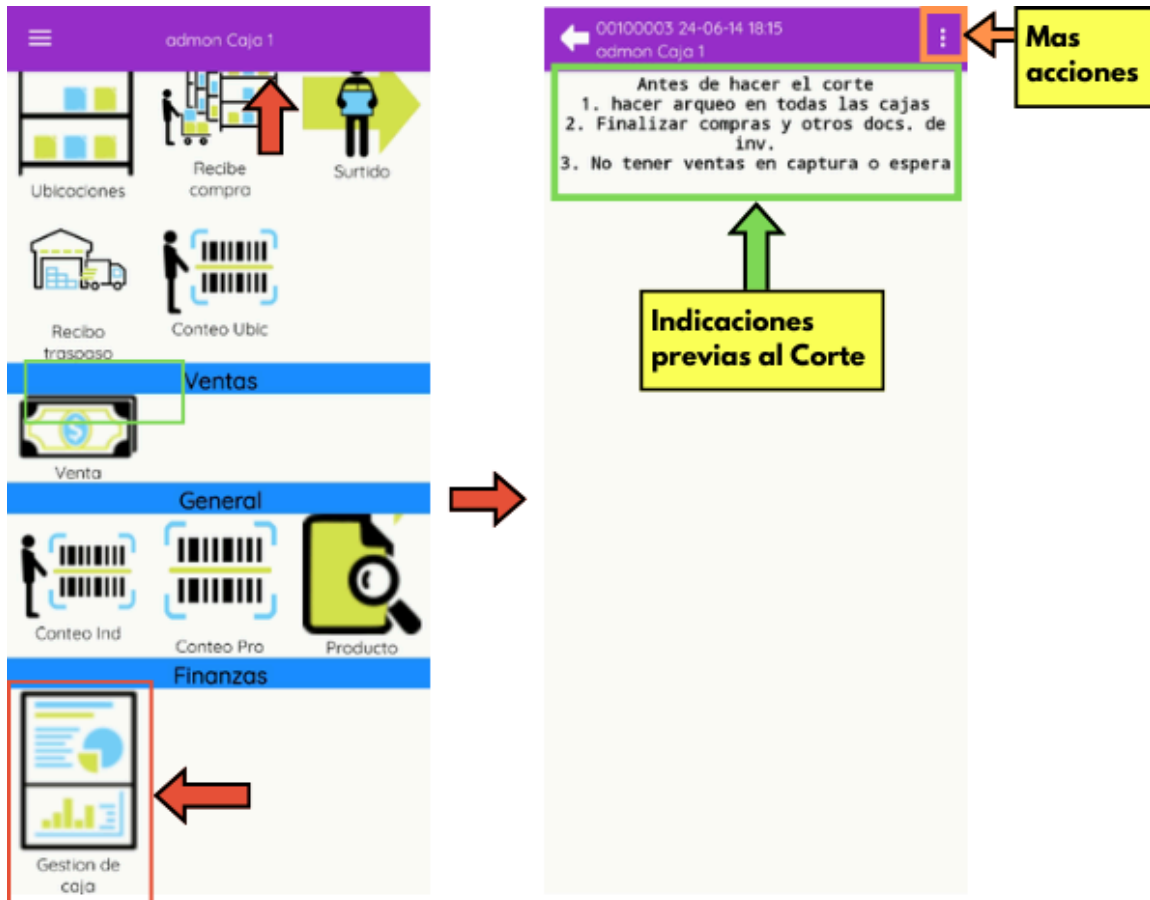 admon Caja 1
Ubicaciones
Recibe
compra
Surtido
Recibo
traspaso
Conteo Ubic
Ventas
Venta
General
Conteo Ind
Conteo Pro
Producto
Finanzas
Gestion de
caja
00100003 24-06-14 18:15
admon Caja 1
Mas
acciones
Antes de hacer el corte
1. hacer arqueo en todas las cajas
2. Finalizar compras y otros docs. de
inv.
3. No tener ventas en captura o espera
Indicaciones
previas al Corte